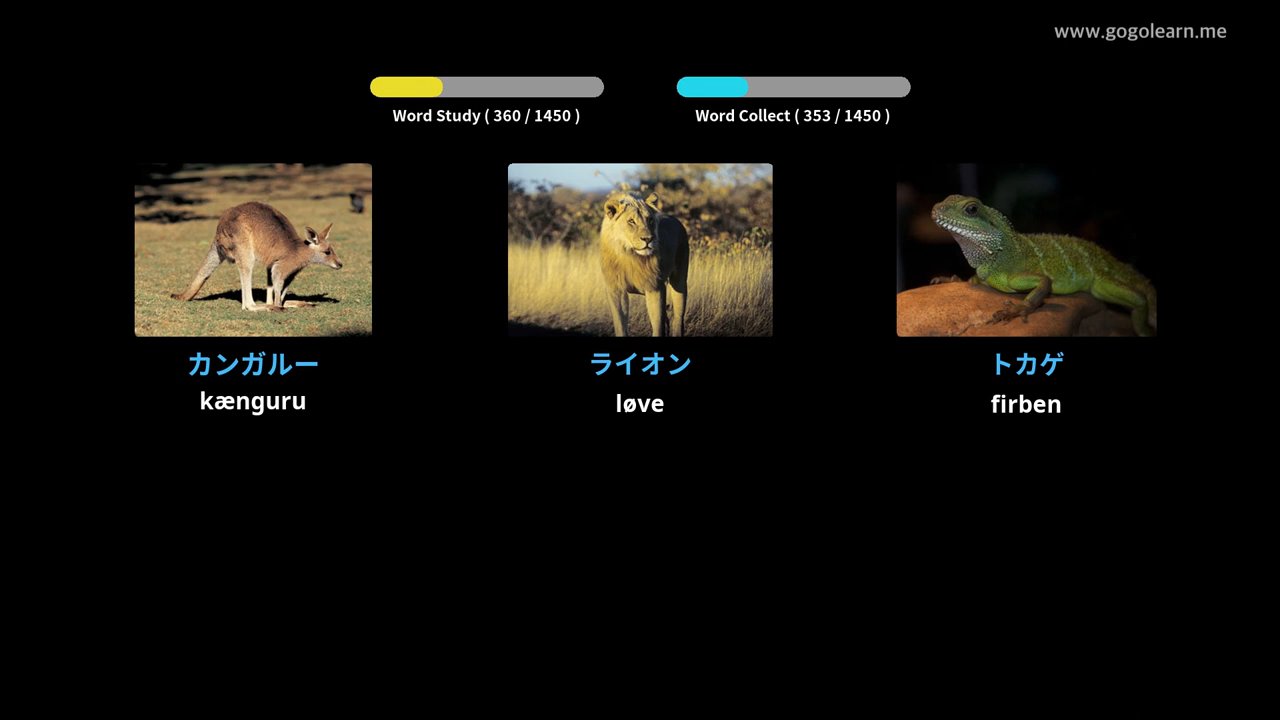 www.gogolearn.me
Word Study ( 360 / 1450 )
Word Collect ( 353 / 1450 )
カンガルー
kænguru
ライオン
løve
トカゲ
firben